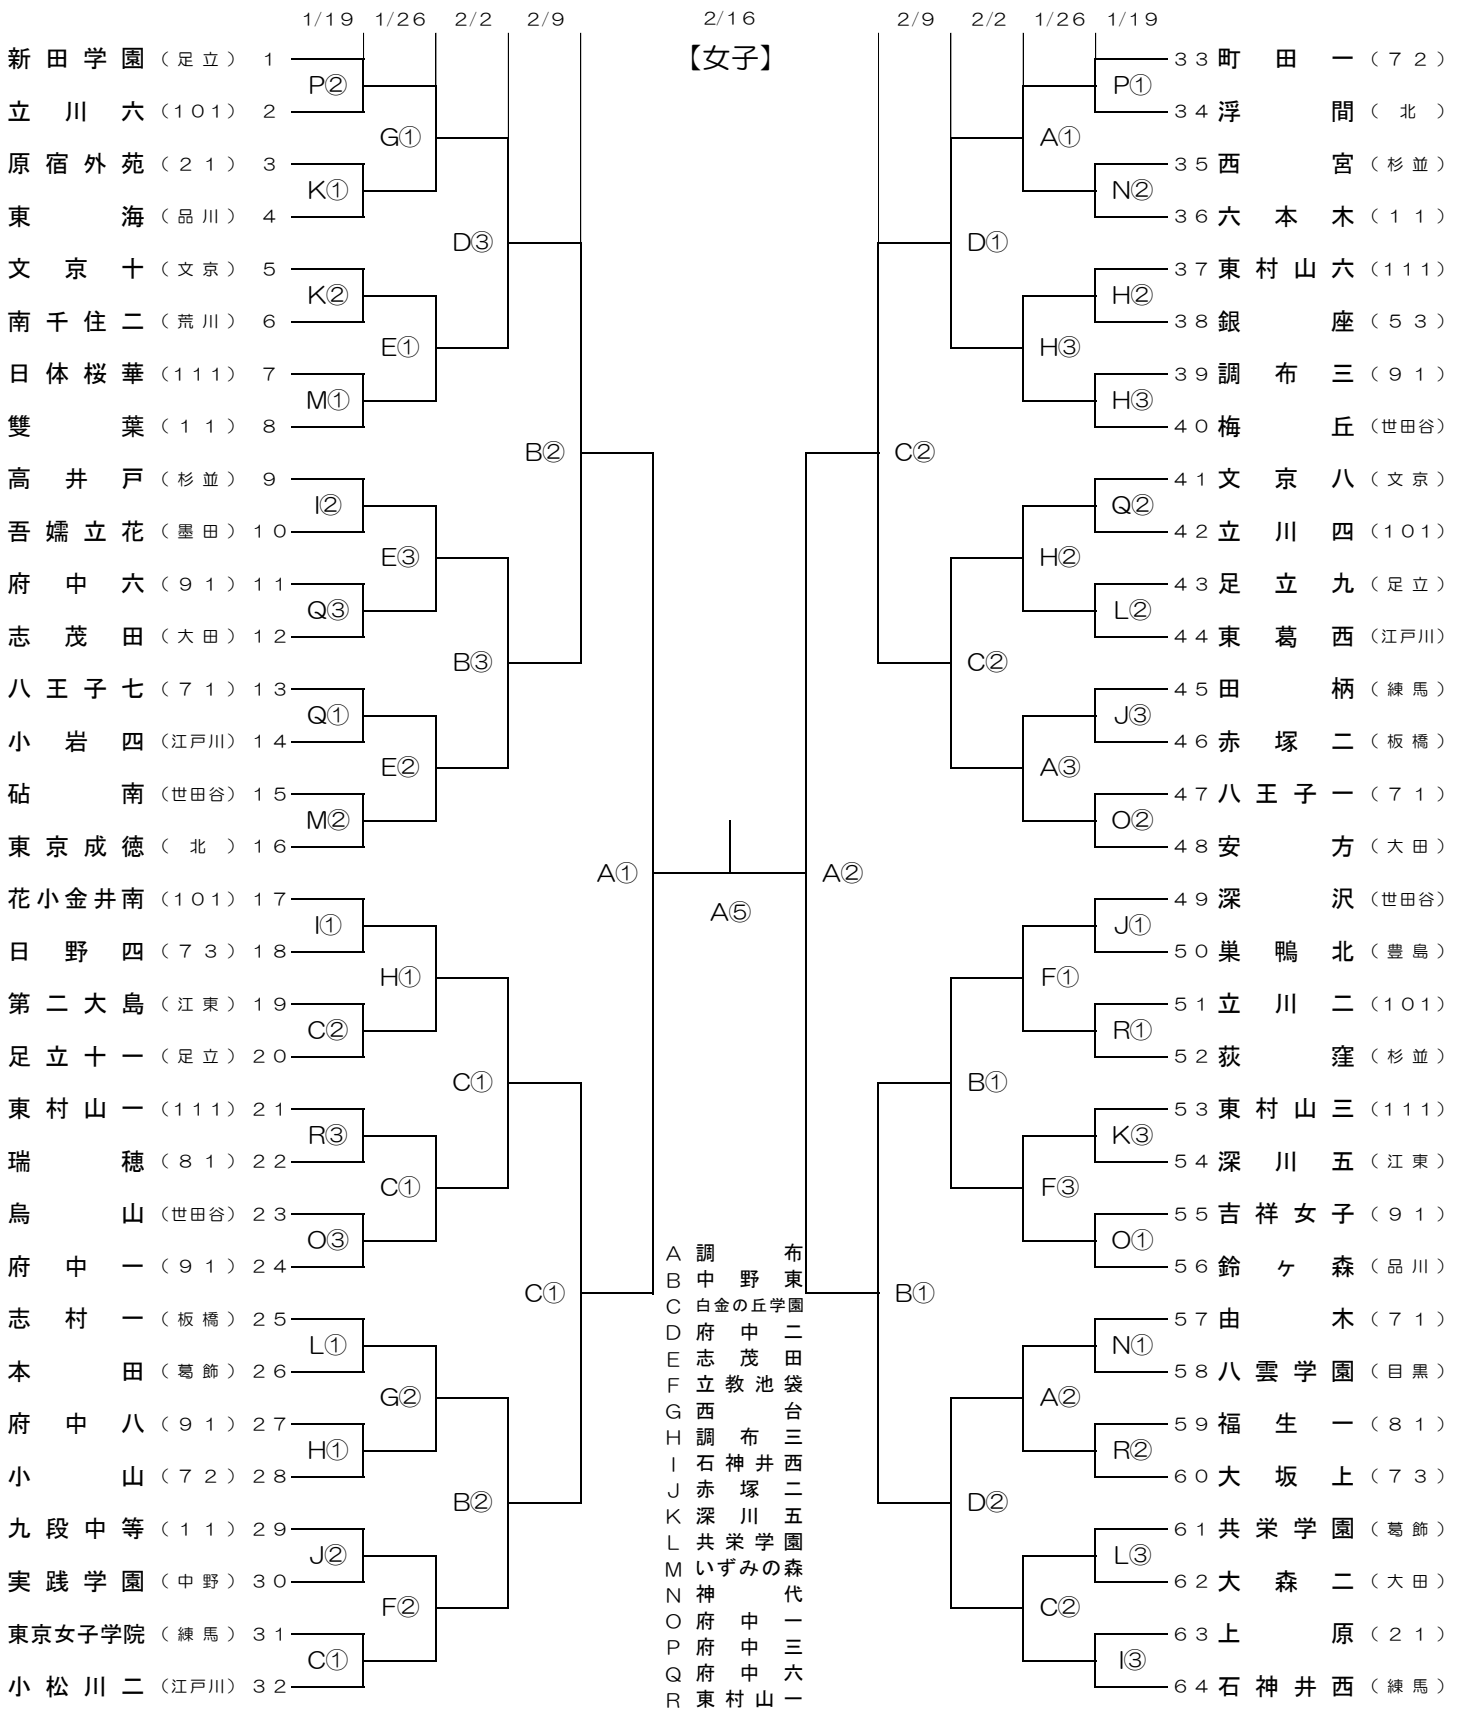 1/19 1/26 2/2 2/9 2/16 2/9 2/2 1/26 1/19
【女子】
新田学園 (足立) 1
P②
立川六 (101) 2
G①
原宿外苑 (21) 3
K①
東海 (品川) 4
D③
文京十 (文京) 5
K②
南千住二 (荒川) 6
E①
日体桜華 (111) 7
M①
雙葉 (11) 8
B②
高井戸 (杉並) 9
I②
吾嬬立花 (墨田) 10
E③
府中六 (91) 11
Q③
志茂田 (大田) 12
B③
八王子七 (71) 13
Q①
小岩四 (江戸川) 14
E②
砧南 (世田谷) 15
M②
東京成徳 (北) 16
A①
花小金井南 (101) 17
I①
日野四 (73) 18
H①
第二大島 (江東) 19
C②
足立十一 (足立) 20
C①
東村山一 (111) 21
R③
瑞穂 (81) 22
C①
烏山 (世田谷) 23
O③
府中一 (91) 24
C①
志村一 (板橋) 25
L①
本田 (葛飾) 26
G②
府中八 (91) 27
H①
小山 (72) 28
B②
九段中等 (11) 29
J②
実践学園 (中野) 30
F②
東京女子学院 (練馬) 31
C①
小松川二 (江戸川) 32
A⑤
A 調布
B 中野東
C 白金の丘学園
D 府中二
E 志茂田
F 立教池袋
G 西台
H 調布三
I 石神井西
J 赤塚二
K 深川五
L 共栄学園
M いずみの森
N 神代
O 府中一
P 府中三
Q 府中六
R 東村山一
33 町田一 (72)
P①
34 浮間 (北)
A①
35 西宮 (杉並)
N②
36 六本木 (11)
D①
37 東村山六 (111)
H②
38 銀座 (53)
H③
39 調布三 (91)
H③
40 梅丘 (世田谷)
C②
41 文京八 (文京)
Q②
42 立川四 (101)
H②
43 足立九 (足立)
L②
44 東葛西 (江戸川)
C②
45 田柄 (練馬)
J③
46 赤塚二 (板橋)
A③
47 八王子一 (71)
O②
48 安方 (大田)
A②
49 深沢 (世田谷)
J①
50 巣鴨北 (豊島)
F①
51 立川二 (101)
R①
52 荻窪 (杉並)
B①
53 東村山三 (111)
K③
54 深川五 (江東)
F③
55 吉祥女子 (91)
O①
56 鈴ヶ森 (品川)
B①
57 由木 (71)
N①
58 八雲学園 (目黒)
A②
59 福生一 (81)
R②
60 大坂上 (73)
D②
61 共栄学園 (葛飾)
L③
62 大森二 (大田)
C②
63 上原 (21)
I③
64 石神井西 (練馬)